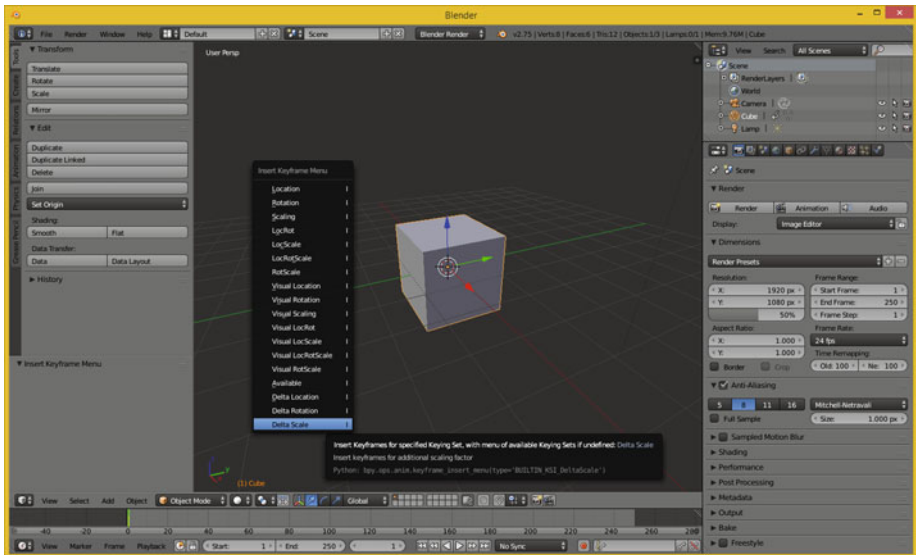 Blender
File Render Window Help Default Scene Blender Render v2.75 | Verts:8 | Faces:6 | Tris:12 | Objects:1/3 | Lamps:0/1 | Mem:9.76M | Cube
Tools
Create
Relations
Animation
Physics
Grease Pencil
Transform
Translate
Rotate
Scale
Mirror
Edit
Duplicate
Duplicate Linked
Delete
Join
Set Origin
Shading:
Smooth Flat
Data Transfer:
Data Data Layout
History
Insert Keyframe Menu
User Persp
Insert Keyframe Menu
Location I
Rotation I
Scaling I
LocRot I
LocScale I
LocRotScale I
RotScale I
Visual Location I
Visual Rotation I
Visual Scaling I
Visual LocRot I
Visual LocScale I
Visual LocRotScale I
Visual RotScale I
Available I
Delta Location I
Delta Rotation I
Delta Scale I
Insert Keyframes for specified Keying Set, with menu of available Keying Sets if undefined: Delta Scale
Insert keyframes for additional scaling factor
Python: bpy.ops.anim.keyframe_insert_menu(type='BUILTIN_KSI_DeltaScale')
(1) Cube
View Select Add Object Object Mode Global
-40 -20 0 20 40 60 80 100 120 140 160 180 200 220 240 260 280
View Marker Frame Playback Start: 1 End: 250 1 No Sync
View Search All Scenes
Scene
RenderLayers
World
Camera
Cube
Lamp
Scene
Render
Render Animation Audio
Display: Image Editor
Dimensions
Render Presets
Resolution: Frame Range:
X: 1920 px Start Frame: 1
Y: 1080 px End Frame: 250
50% Frame Step: 1
Aspect Ratio: Frame Rate:
X: 1.000 24 fps
Y: 1.000 Time Remapping:
Border Crop Old: 100 Ne: 100
Anti-Aliasing
5 8 11 16 Mitchell-Netravali
Full Sample Size: 1.000 px
Sampled Motion Blur
Shading
Performance
Post Processing
Metadata
Output
Bake
Freestyle